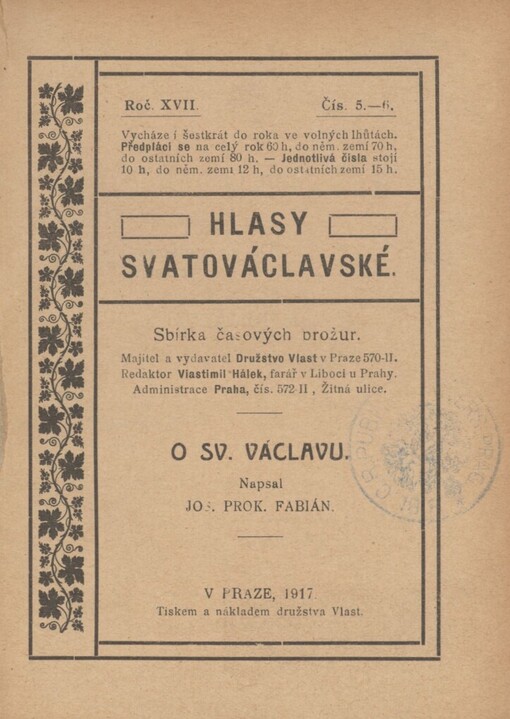 Roč. XVII. Čís. 5.—6.
Vychází šestkrát do roka ve volných lhůtách.
Předplácí se na celý rok 60 h, do něm. zemí 70 h,
do ostatních zemí 80 h. — Jednotlivá čísla stojí
10 h, do něm. zemí 12 h, do ostatních zemí 15 h.
HLASY
SVATOVÁCLAVSKÉ.
Sbírka časových brožur.
Majitel a vydavatel Družstvo Vlast v Praze 570-II.
Redaktor Vlastimil Hálek, farář v Liboci u Prahy.
Administrace Praha, čís. 572-II, Žitná ulice.
O SV. VÁCLAVU.
Napsal
JOS. PROK. FABIÁN.
V PRAZE, 1917.
Tiskem a nákladem družstva Vlast.